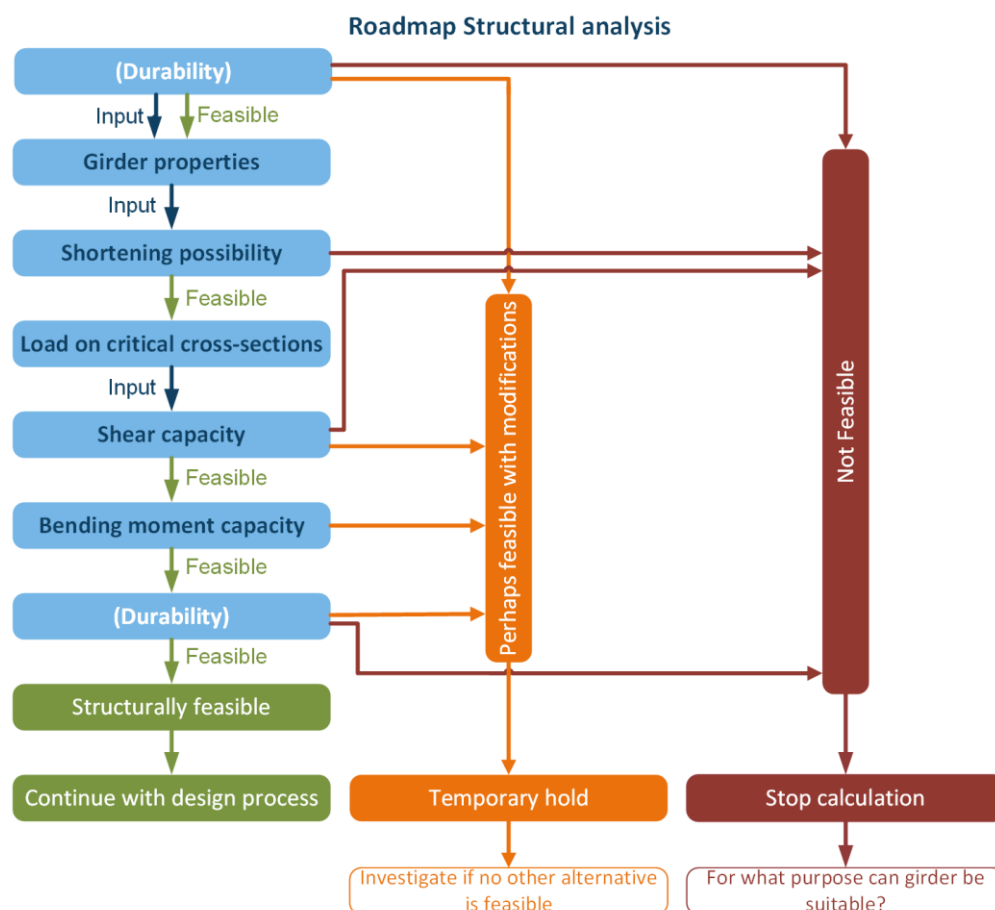 Roadmap Structural analysis
(Durability)
Input
Feasible
Girder properties
Input
Shortening possibility
Feasible
Load on critical cross-sections
Input
Shear capacity
Feasible
Bending moment capacity
Feasible
(Durability)
Feasible
Structurally feasible
Continue with design process
Perhaps feasible with modifications
Temporary hold
Investigate if no other alternative
is feasible
Not Feasible
Stop calculation
For what purpose can girder be
suitable?